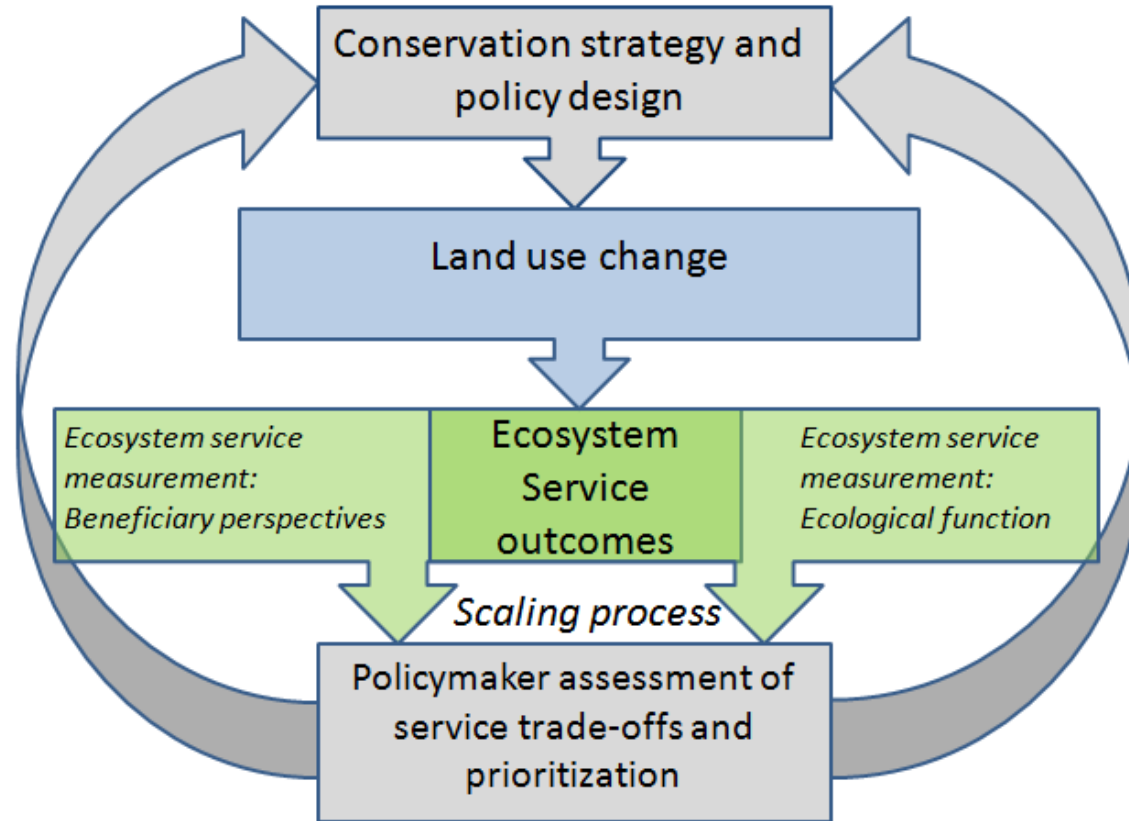 Conservation strategy and
policy design
Land use change
Ecosystem service
measurement:
Beneficiary perspectives
Ecosystem
Service
outcomes
Ecosystem service
measurement:
Ecological function
Scaling process
Policymaker assessment of
service trade-offs and
prioritization